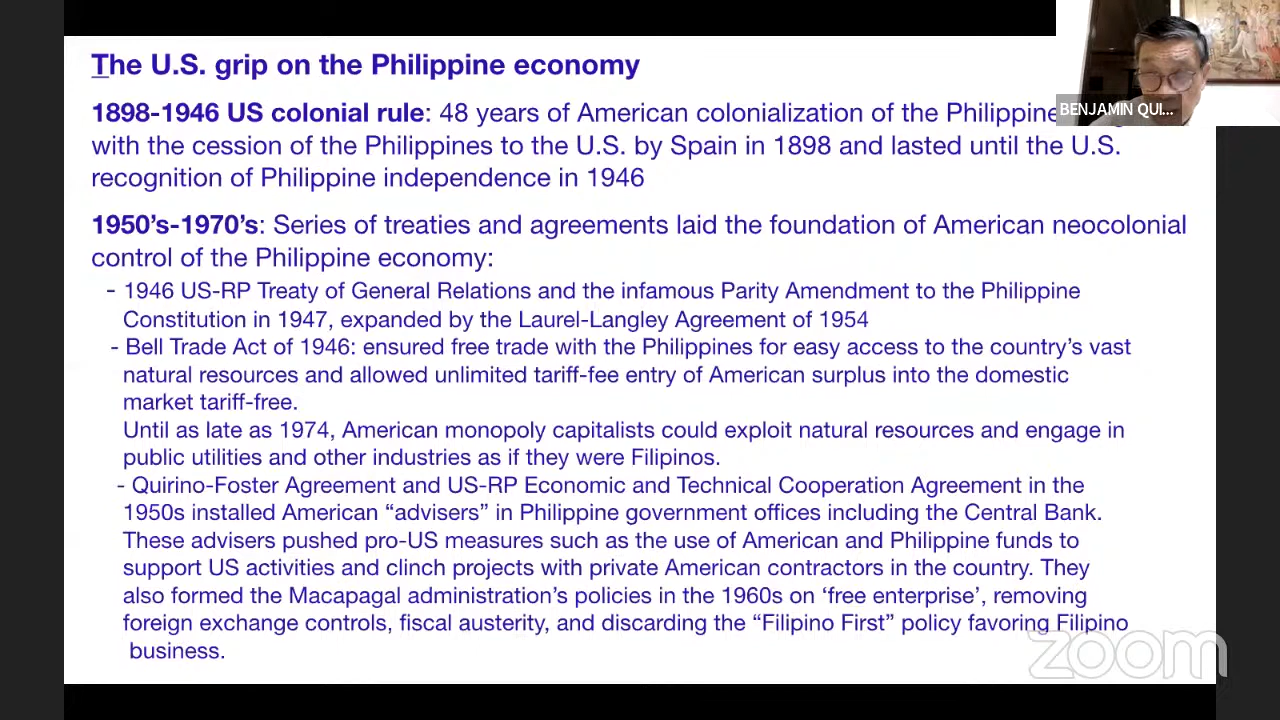 The U.S. grip on the Philippine economy
1898-1946 US colonial rule: 48 years of American colonialization of the Philippine
BENJAMIN QUI...
with the cession of the Philippines to the U.S. by Spain in 1898 and lasted until the U.S.
recognition of Philippine independence in 1946
1950’s-1970’s: Series of treaties and agreements laid the foundation of American neocolonial
control of the Philippine economy:
- 1946 US-RP Treaty of General Relations and the infamous Parity Amendment to the Philippine
Constitution in 1947, expanded by the Laurel-Langley Agreement of 1954
- Bell Trade Act of 1946: ensured free trade with the Philippines for easy access to the country’s vast
natural resources and allowed unlimited tariff-fee entry of American surplus into the domestic
market tariff-free.
Until as late as 1974, American monopoly capitalists could exploit natural resources and engage in
public utilities and other industries as if they were Filipinos.
- Quirino-Foster Agreement and US-RP Economic and Technical Cooperation Agreement in the
1950s installed American “advisers” in Philippine government offices including the Central Bank.
These advisers pushed pro-US measures such as the use of American and Philippine funds to
support US activities and clinch projects with private American contractors in the country. They
also formed the Macapagal administration’s policies in the 1960s on ‘free enterprise’, removing
foreign exchange controls, fiscal austerity, and discarding the “Filipino First” policy favoring Filipino
business.
zoom